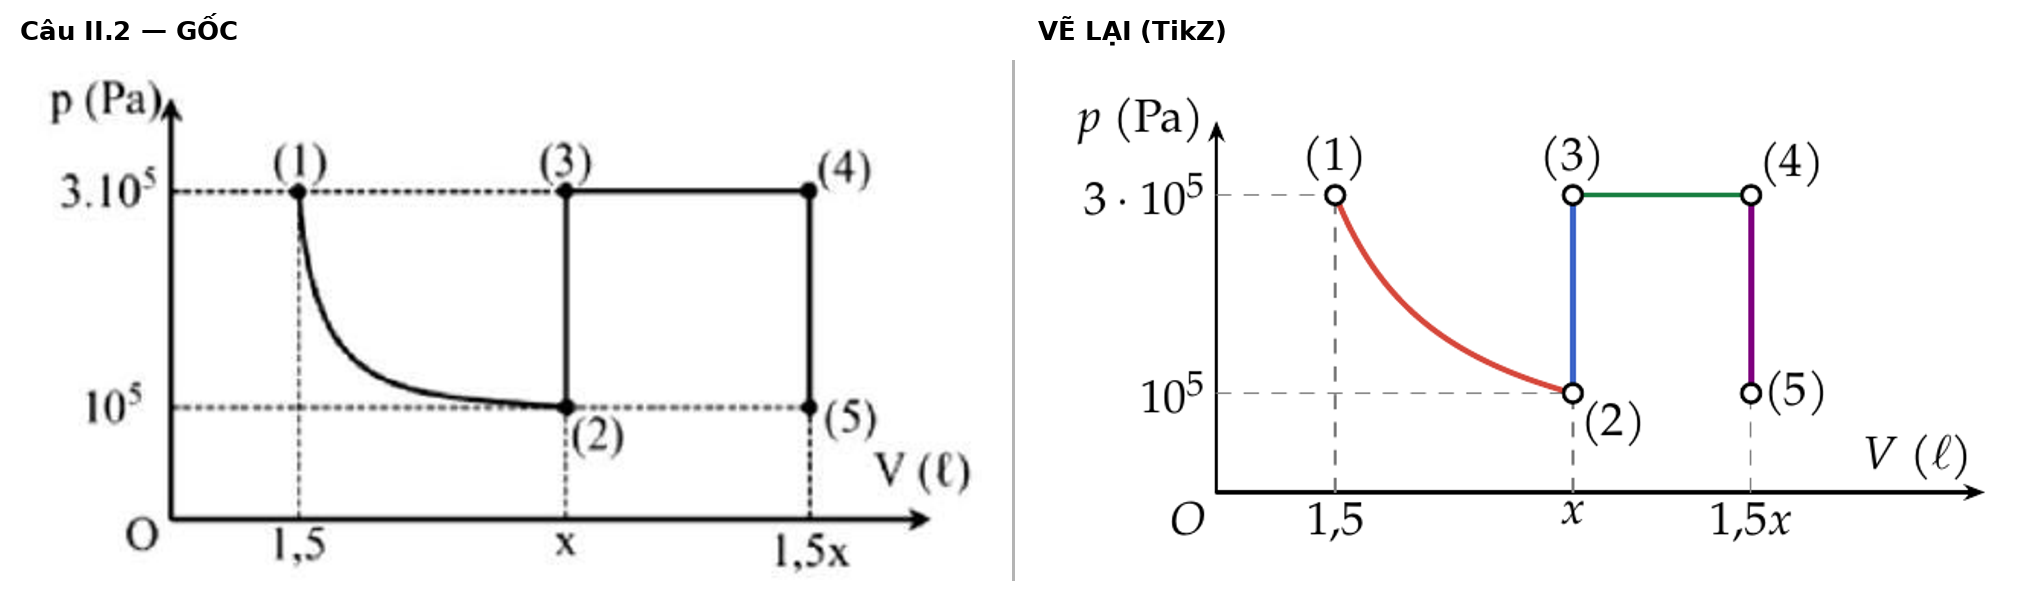 Câu II.2 — GỐC
p (Pa)
(1)
(3)
(4)
3.10⁵
10⁵
(2)
(5)
V (ℓ)
O
1,5
x
1,5x
VẼ LẠI (TikZ)
p (Pa)
(1)
(3)
(4)
3 · 10⁵
10⁵
(2)
(5)
V (ℓ)
O
1,5
x
1,5x